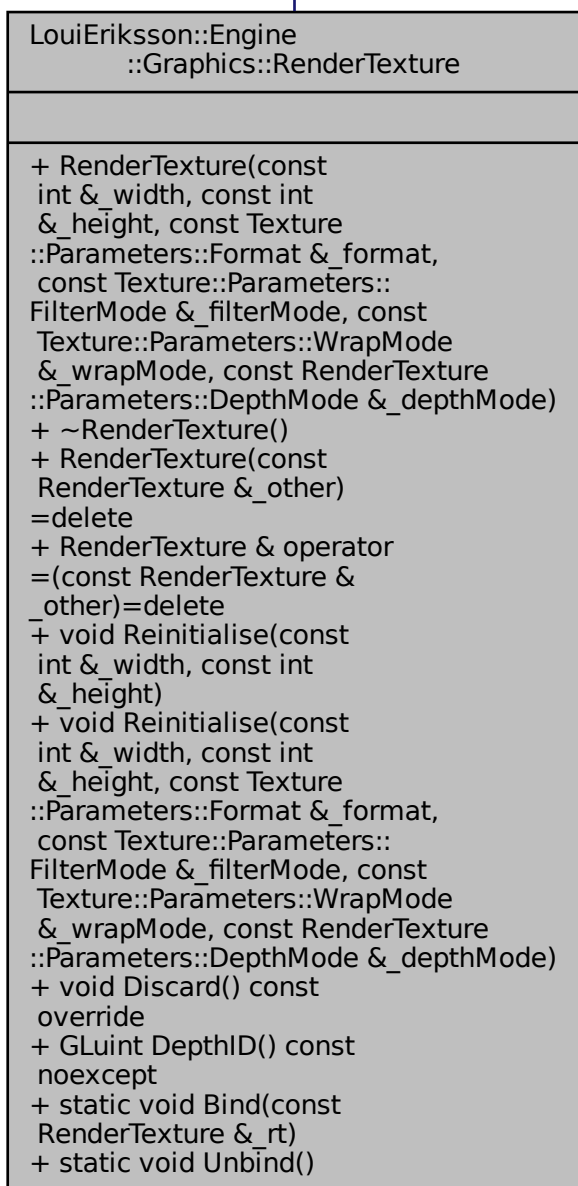 LouiEriksson::Engine
::Graphics::RenderTexture
+ RenderTexture(const
int &_width, const int
&_height, const Texture
::Parameters::Format &_format,
const Texture::Parameters::
FilterMode &_filterMode, const
Texture::Parameters::WrapMode
&_wrapMode, const RenderTexture
::Parameters::DepthMode &_depthMode)
+ ~RenderTexture()
+ RenderTexture(const
RenderTexture &_other)
=delete
+ RenderTexture & operator
=(const RenderTexture &
_other)=delete
+ void Reinitialise(const
int &_width, const int
&_height)
+ void Reinitialise(const
int &_width, const int
&_height, const Texture
::Parameters::Format &_format,
const Texture::Parameters::
FilterMode &_filterMode, const
Texture::Parameters::WrapMode
&_wrapMode, const RenderTexture
::Parameters::DepthMode &_depthMode)
+ void Discard() const
override
+ GLuint DepthID() const
noexcept
+ static void Bind(const
RenderTexture &_rt)
+ static void Unbind()